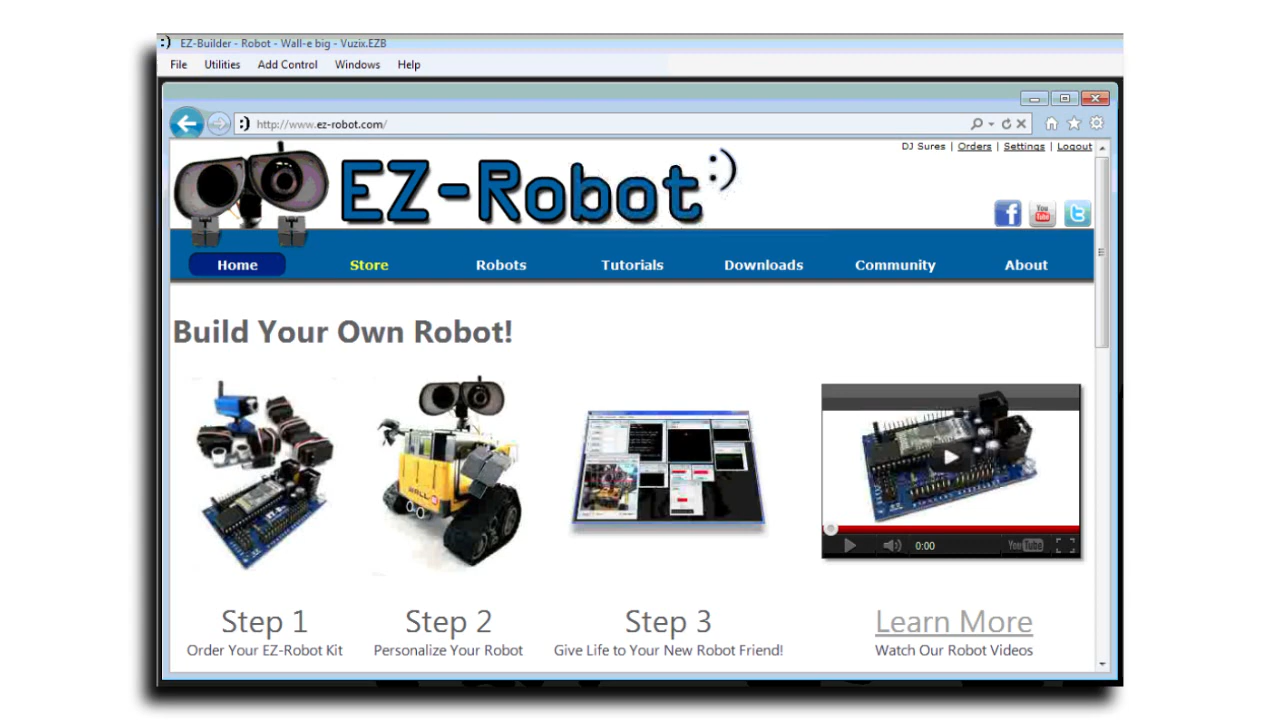 :) EZ-Builder - Robot - Wall-e big - Vuzix.EZB
File Utilities Add Control Windows Help
:) http://www.ez-robot.com/
DJ Sures | Orders | Settings | Logout
EZ-Robot :)
f You Tube t
Home Store Robots Tutorials Downloads Community About
Build Your Own Robot!
WALL
0:00 YouTube
Step 1 Step 2 Step 3 Learn More
Order Your EZ-Robot Kit Personalize Your Robot Give Life to Your New Robot Friend! Watch Our Robot Videos